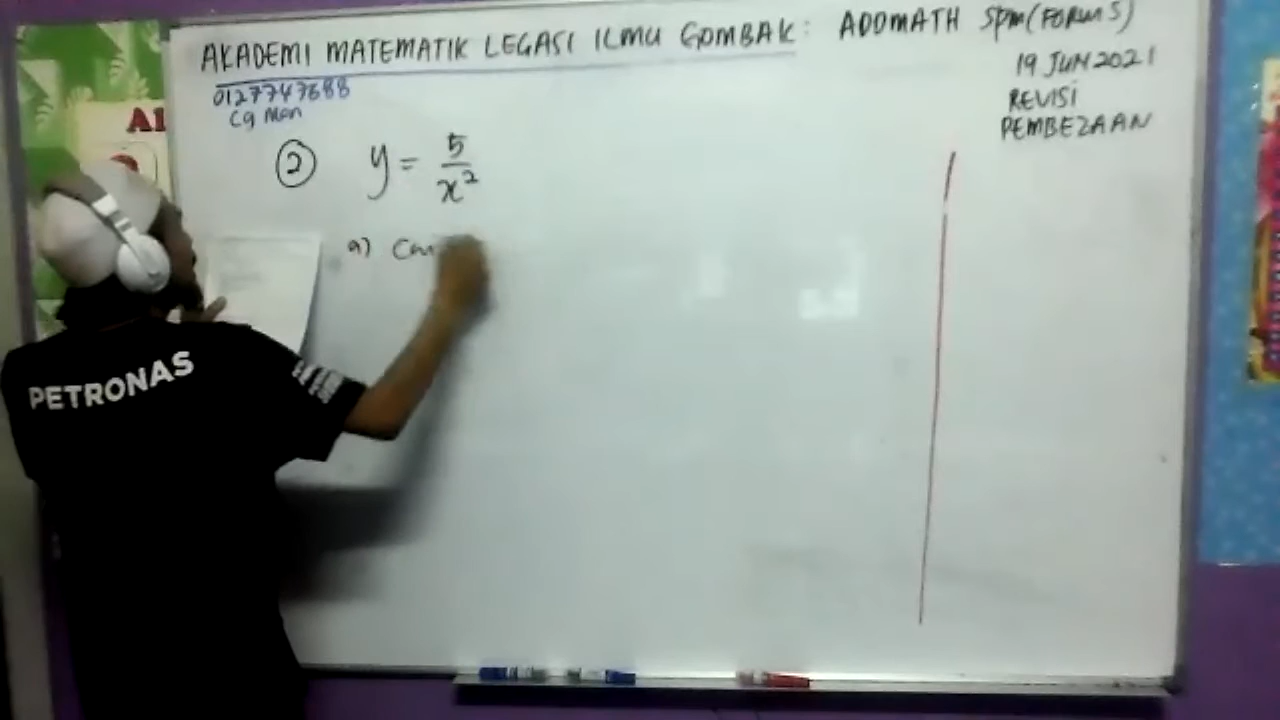 AKADEMI MATEMATIK LEGASI ILMU GOMBAK: ADDMATH SPM (FORM 5)
0127747688
Cg Man
19 JUN 2021
REVISI
PEMBEZAAN
A1
② y = 5/x²
a)
PETRONAS